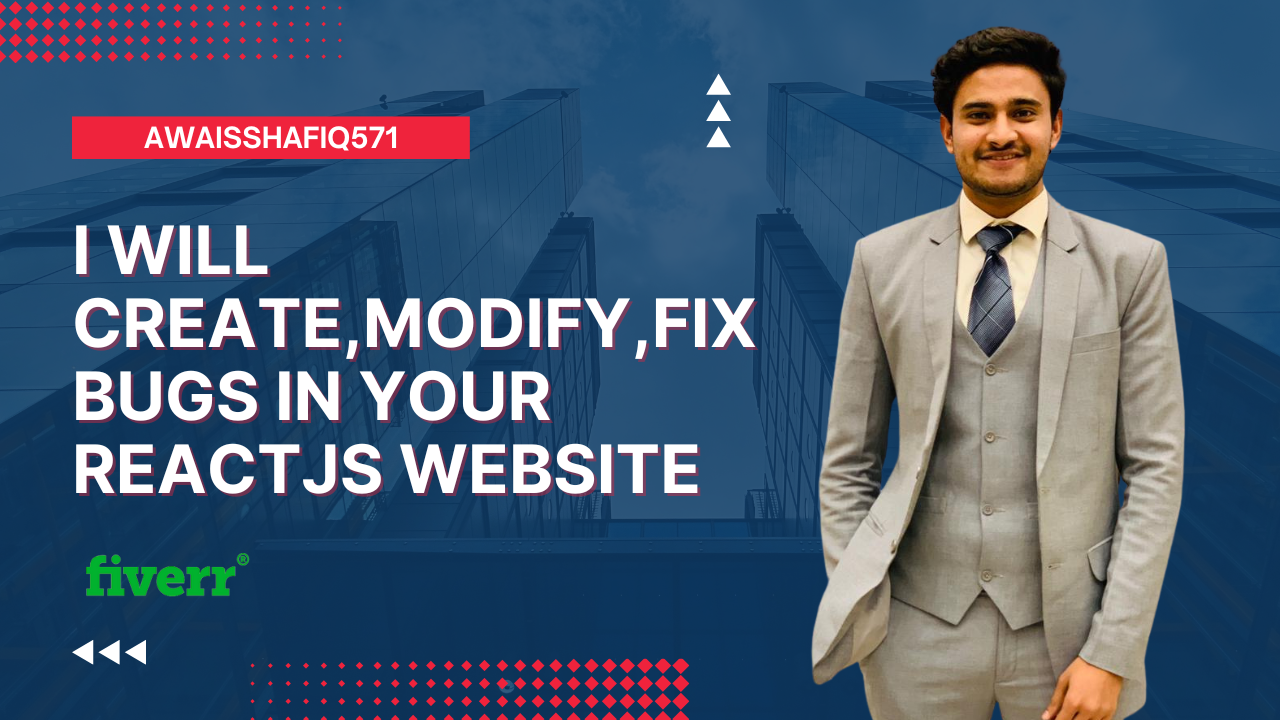 AWAISSHAFIQ571
I WILL
CREATE,MODIFY,FIX
BUGS IN YOUR
REACTJS WEBSITE
fiverr®